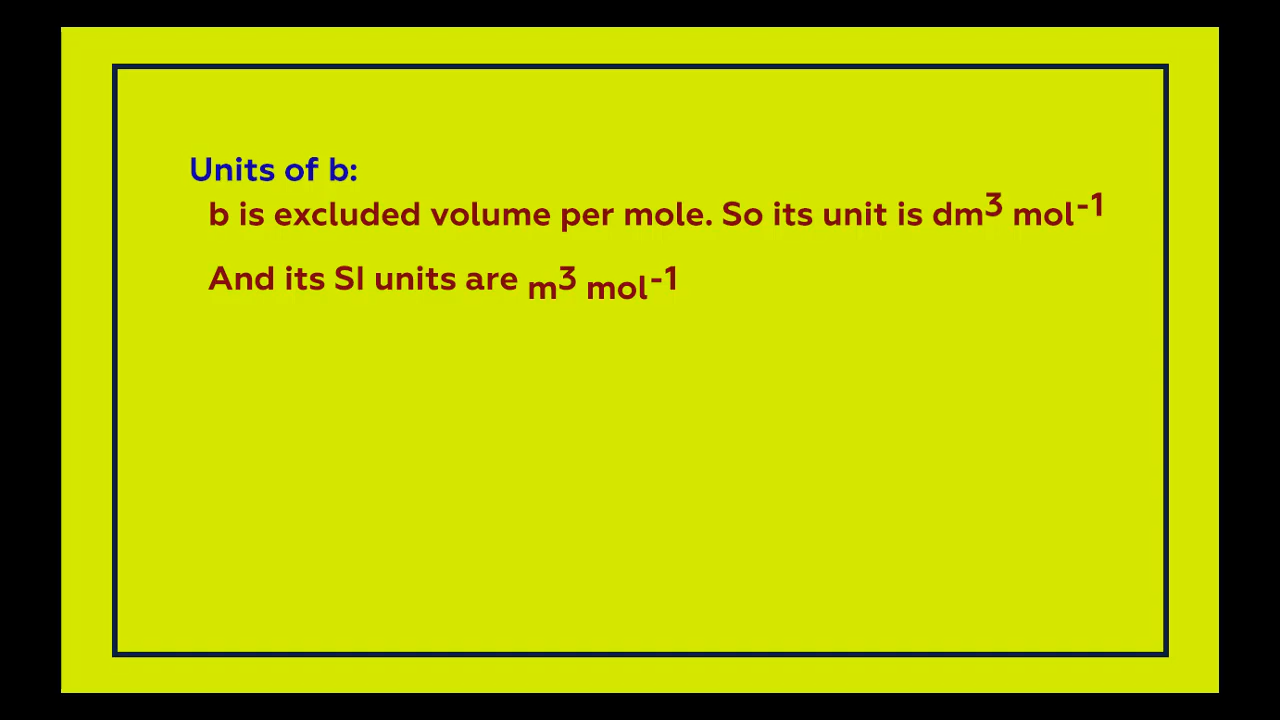 Units of b:
b is excluded volume per mole. So its unit is dm³ mol⁻¹
And its SI units are m³ mol⁻¹